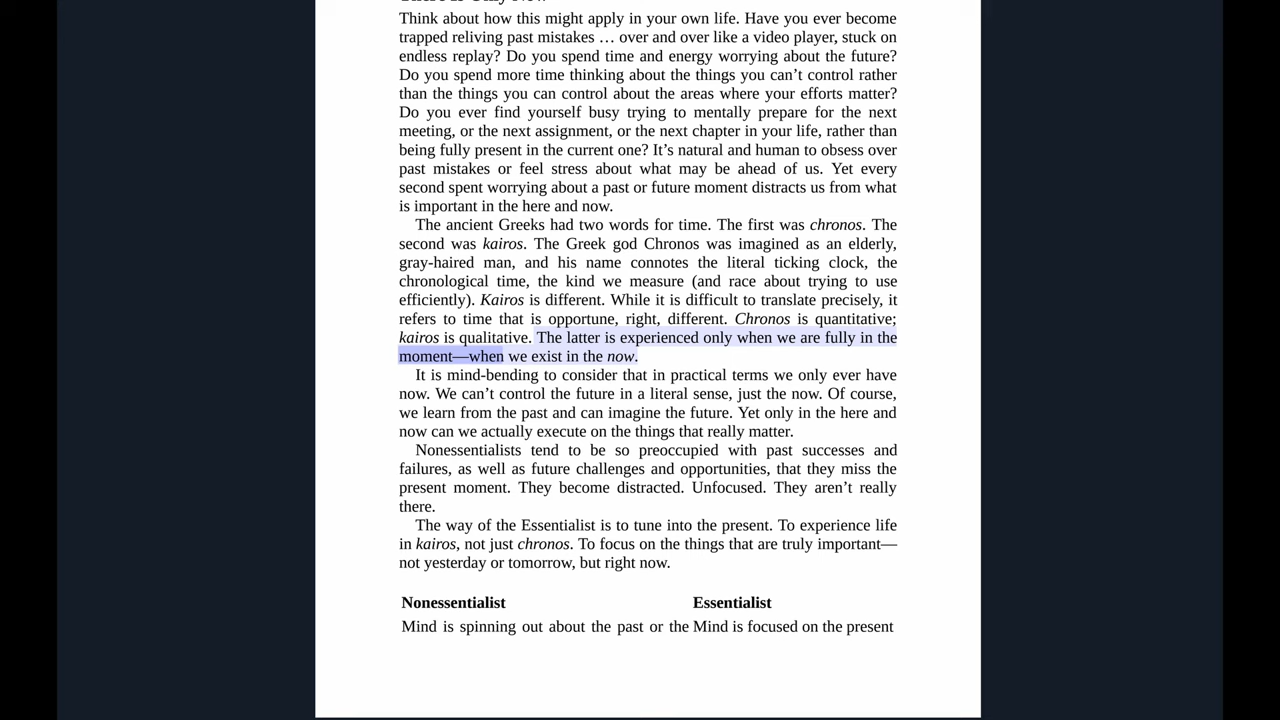 Think about how this might apply in your own life. Have you ever become
trapped reliving past mistakes … over and over like a video player, stuck on
endless replay? Do you spend time and energy worrying about the future?
Do you spend more time thinking about the things you can’t control rather
than the things you can control about the areas where your efforts matter?
Do you ever find yourself busy trying to mentally prepare for the next
meeting, or the next assignment, or the next chapter in your life, rather than
being fully present in the current one? It’s natural and human to obsess over
past mistakes or feel stress about what may be ahead of us. Yet every
second spent worrying about a past or future moment distracts us from what
is important in the here and now.
The ancient Greeks had two words for time. The first was chronos. The
second was kairos. The Greek god Chronos was imagined as an elderly,
gray-haired man, and his name connotes the literal ticking clock, the
chronological time, the kind we measure (and race about trying to use
efficiently). Kairos is different. While it is difficult to translate precisely, it
refers to time that is opportune, right, different. Chronos is quantitative;
kairos is qualitative. The latter is experienced only when we are fully in the
moment—when we exist in the now.
It is mind-bending to consider that in practical terms we only ever have
now. We can’t control the future in a literal sense, just the now. Of course,
we learn from the past and can imagine the future. Yet only in the here and
now can we actually execute on the things that really matter.
Nonessentialists tend to be so preoccupied with past successes and
failures, as well as future challenges and opportunities, that they miss the
present moment. They become distracted. Unfocused. They aren’t really
there.
The way of the Essentialist is to tune into the present. To experience life
in kairos, not just chronos. To focus on the things that are truly important—
not yesterday or tomorrow, but right now.
Nonessentialist Essentialist
Mind is spinning out about the past or the Mind is focused on the present